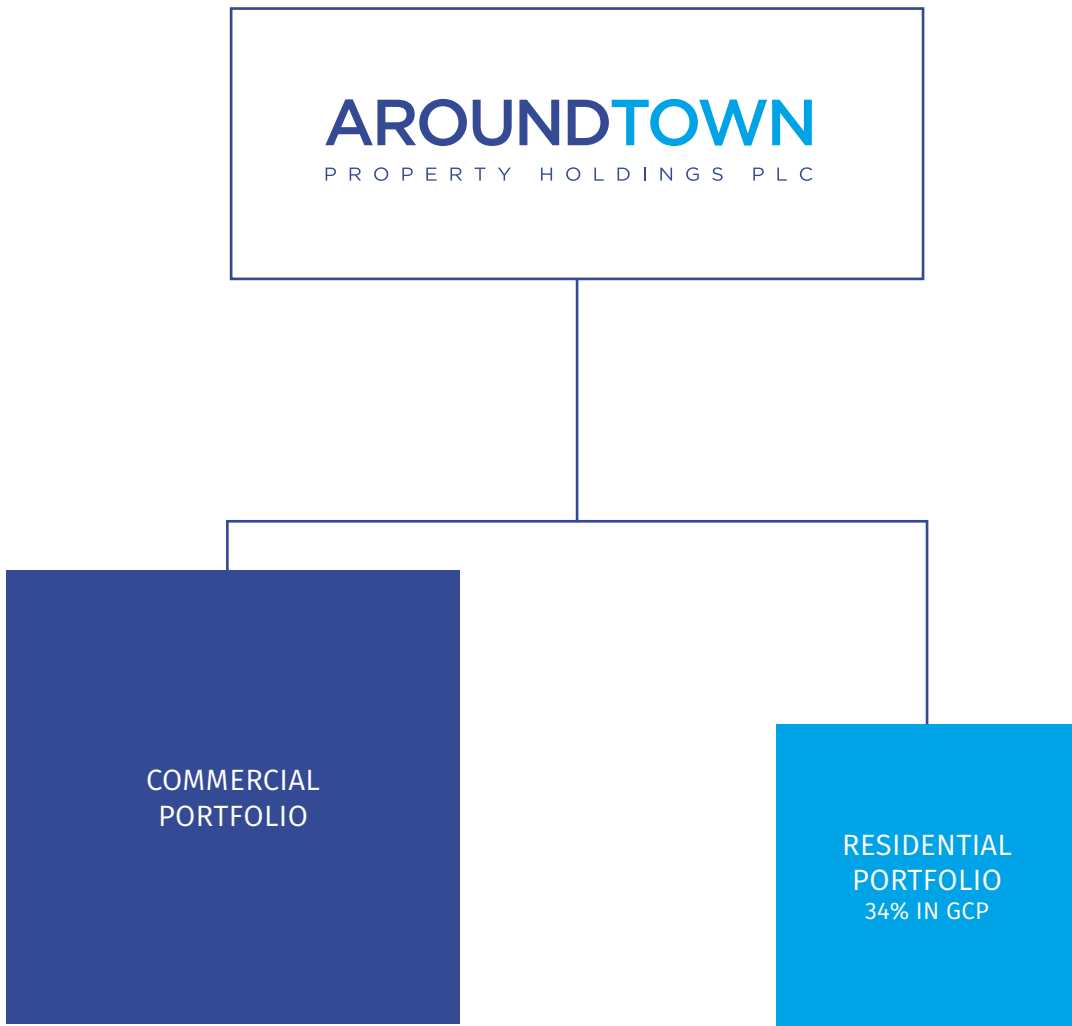 AROUNDTOWN
PROPERTY HOLDINGS PLC
COMMERCIAL
PORTFOLIO
RESIDENTIAL
PORTFOLIO
34% IN GCP